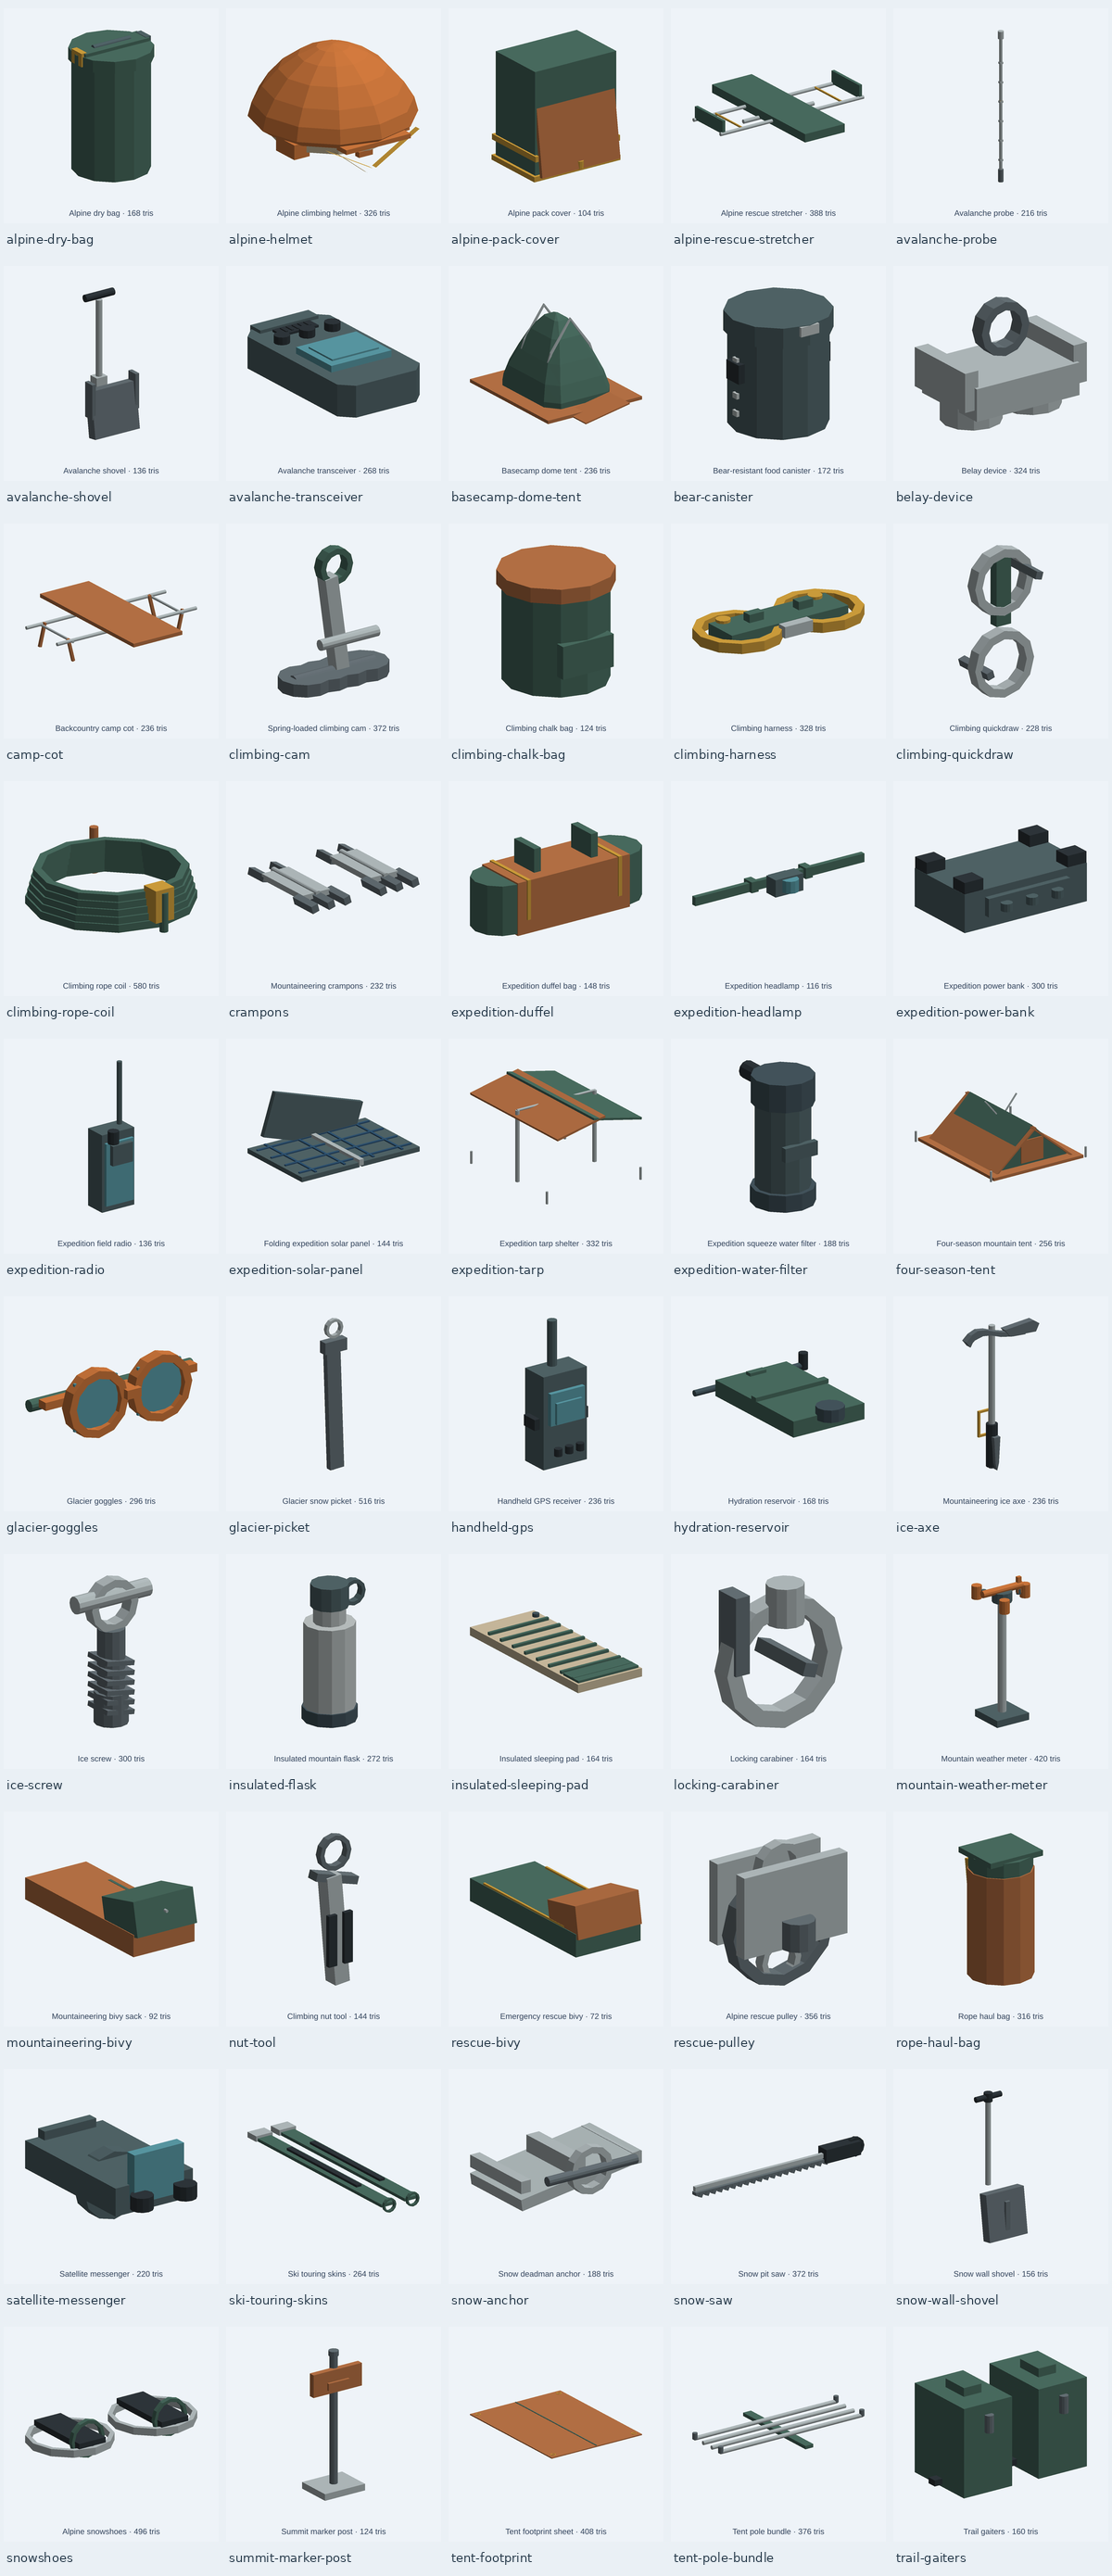 Alpine dry bag · 168 tris
Alpine climbing helmet · 326 tris
Alpine pack cover · 104 tris
Alpine rescue stretcher · 388 tris
Avalanche probe · 216 tris
alpine-dry-bag
alpine-helmet
alpine-pack-cover
alpine-rescue-stretcher
avalanche-probe
Avalanche shovel · 136 tris
Avalanche transceiver · 268 tris
Basecamp dome tent · 236 tris
Bear-resistant food canister · 172 tris
Belay device · 324 tris
avalanche-shovel
avalanche-transceiver
basecamp-dome-tent
bear-canister
belay-device
Backcountry camp cot · 236 tris
Spring-loaded climbing cam · 372 tris
Climbing chalk bag · 124 tris
Climbing harness · 328 tris
Climbing quickdraw · 228 tris
camp-cot
climbing-cam
climbing-chalk-bag
climbing-harness
climbing-quickdraw
Climbing rope coil · 580 tris
Mountaineering crampons · 232 tris
Expedition duffel bag · 148 tris
Expedition headlamp · 116 tris
Expedition power bank · 300 tris
climbing-rope-coil
crampons
expedition-duffel
expedition-headlamp
expedition-power-bank
Expedition field radio · 136 tris
Folding expedition solar panel · 144 tris
Expedition tarp shelter · 332 tris
Expedition squeeze water filter · 188 tris
Four-season mountain tent · 256 tris
expedition-radio
expedition-solar-panel
expedition-tarp
expedition-water-filter
four-season-tent
Glacier goggles · 296 tris
Glacier snow picket · 516 tris
Handheld GPS receiver · 236 tris
Hydration reservoir · 168 tris
Mountaineering ice axe · 236 tris
glacier-goggles
glacier-picket
handheld-gps
hydration-reservoir
ice-axe
Ice screw · 300 tris
Insulated mountain flask · 272 tris
Insulated sleeping pad · 164 tris
Locking carabiner · 164 tris
Mountain weather meter · 420 tris
ice-screw
insulated-flask
insulated-sleeping-pad
locking-carabiner
mountain-weather-meter
Mountaineering bivy sack · 92 tris
Climbing nut tool · 144 tris
Emergency rescue bivy · 72 tris
Alpine rescue pulley · 356 tris
Rope haul bag · 316 tris
mountaineering-bivy
nut-tool
rescue-bivy
rescue-pulley
rope-haul-bag
Satellite messenger · 220 tris
Ski touring skins · 264 tris
Snow deadman anchor · 188 tris
Snow pit saw · 372 tris
Snow wall shovel · 156 tris
satellite-messenger
ski-touring-skins
snow-anchor
snow-saw
snow-wall-shovel
Alpine snowshoes · 496 tris
Summit marker post · 124 tris
Tent footprint sheet · 408 tris
Tent pole bundle · 376 tris
Trail gaiters · 160 tris
snowshoes
summit-marker-post
tent-footprint
tent-pole-bundle
trail-gaiters